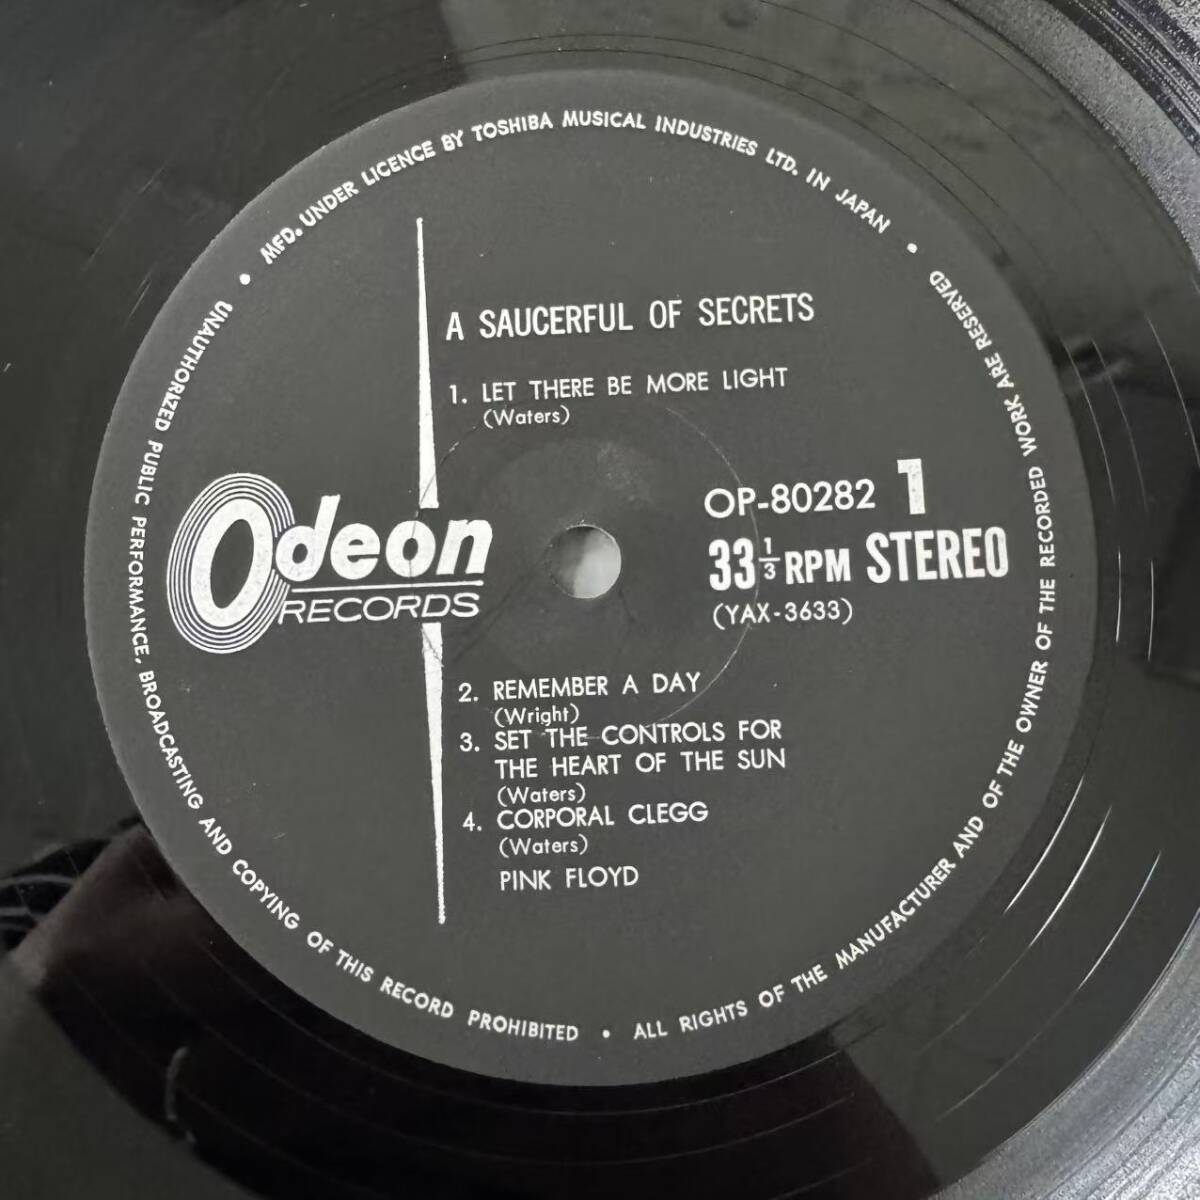 MFD. UNDER LICENCE BY TOSHIBA MUSICAL INDUSTRIES LTD. IN JAPAN •
A SAUCERFUL OF SECRETS
1. LET THERE BE MORE LIGHT
(Waters)
Odeon
RECORDS
OP-80282 1
33 1/3 RPM STEREO
(YAX-3633)
2. REMEMBER A DAY
(Wright)
3. SET THE CONTROLS FOR
THE HEART OF THE SUN
(Waters)
4. CORPORAL CLEGG
(Waters)
PINK FLOYD
UNAUTHORIZED PUBLIC PERFORMANCE, BROADCASTING AND COPYING OF THIS RECORD PROHIBITED •
ALL RIGHTS OF THE MANUFACTURER AND OF THE OWNER OF THE RECORDED WORK ARE RESERVED •